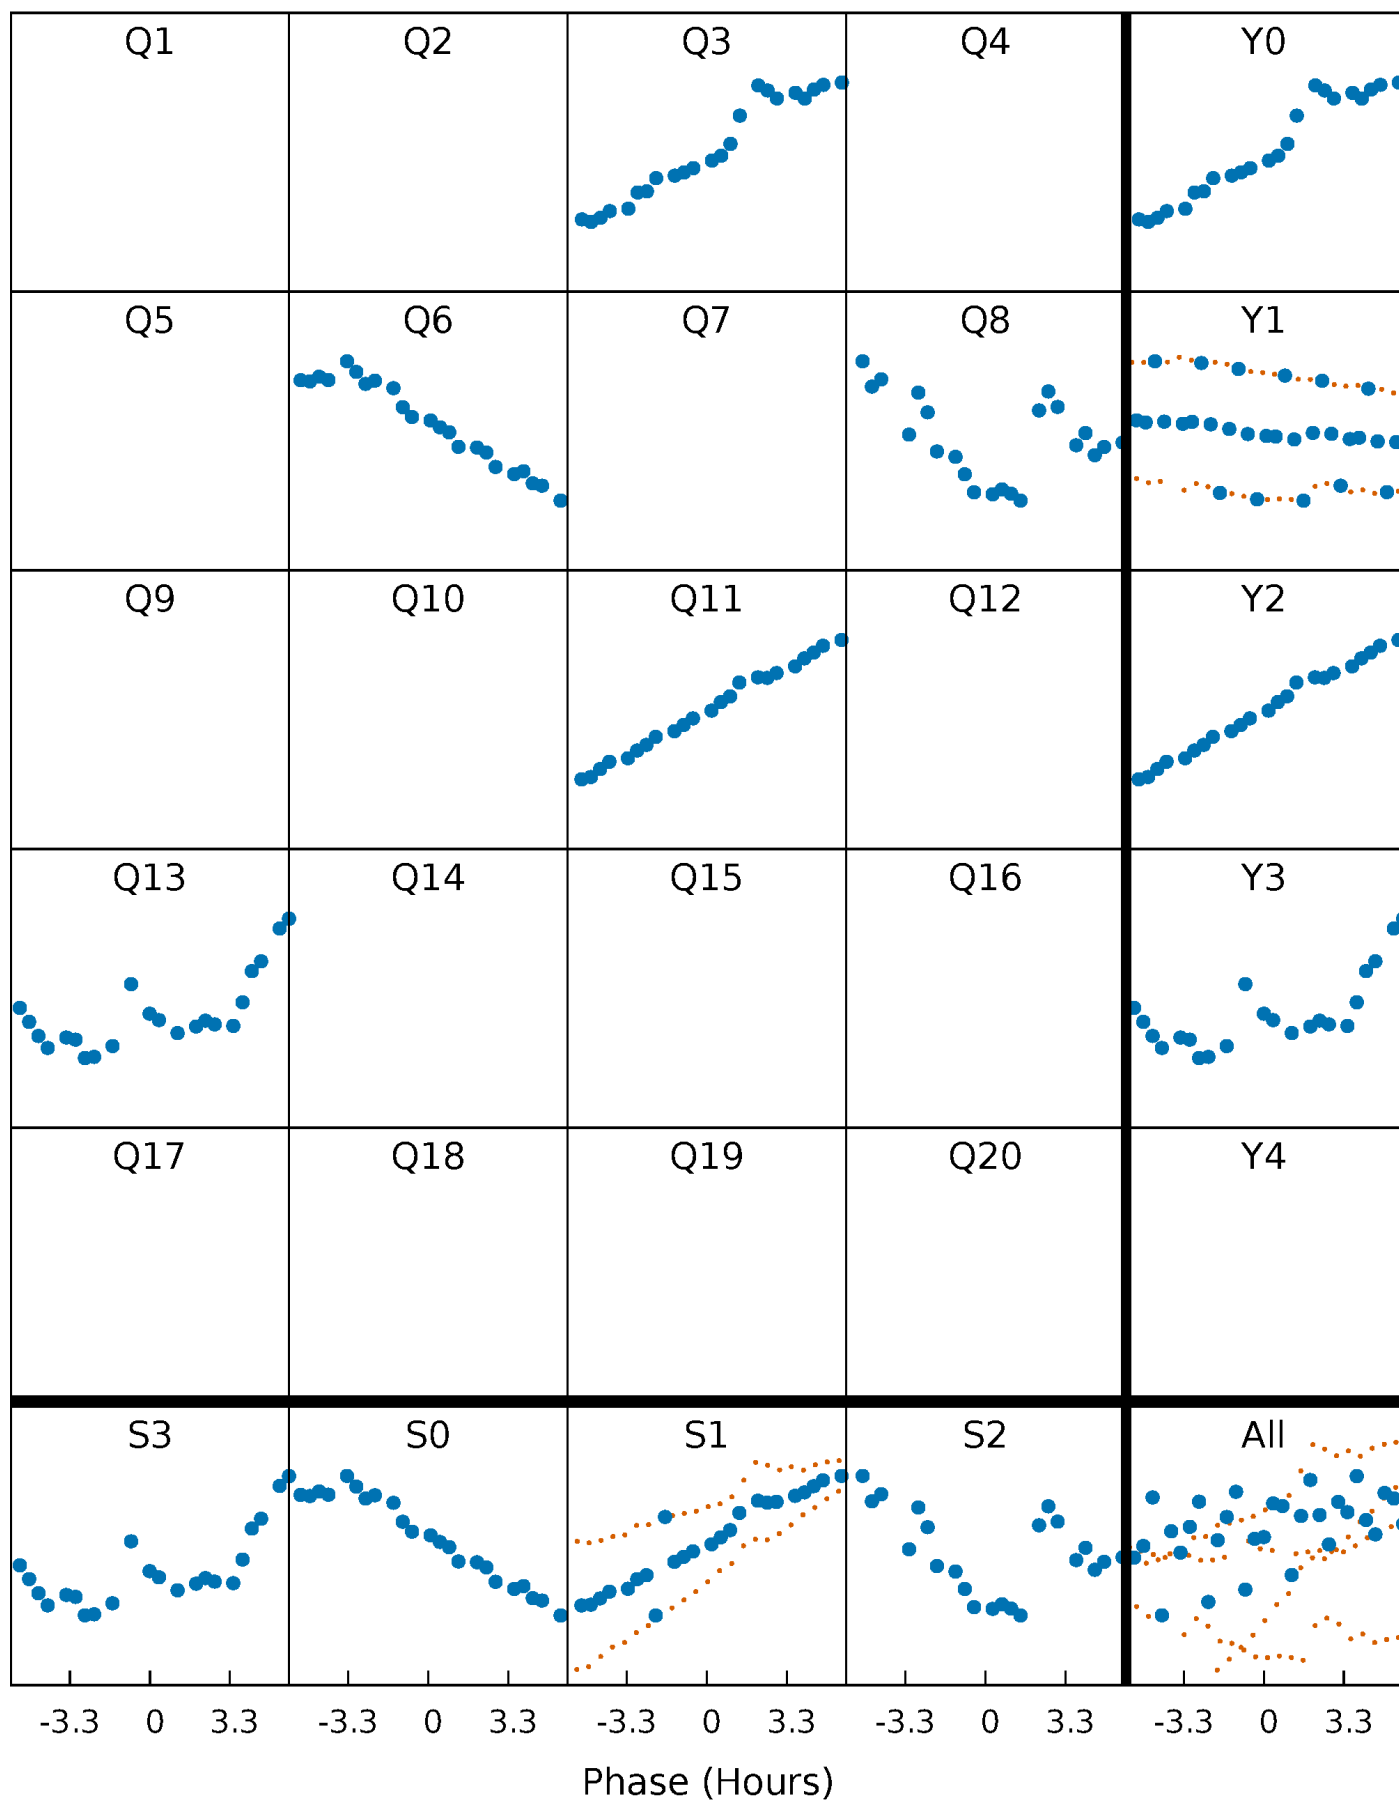 Q1 Q2 Q3 Q4 Y0
Q5 Q6 Q7 Q8 Y1
Q9 Q10 Q11 Q12 Y2
Q13 Q14 Q15 Q16 Y3
Q17 Q18 Q19 Q20 Y4
S3 S0 S1 S2 All
-3.3 0 3.3 -3.3 0 3.3 -3.3 0 3.3 -3.3 0 3.3 -3.3 0 3.3
Phase (Hours)